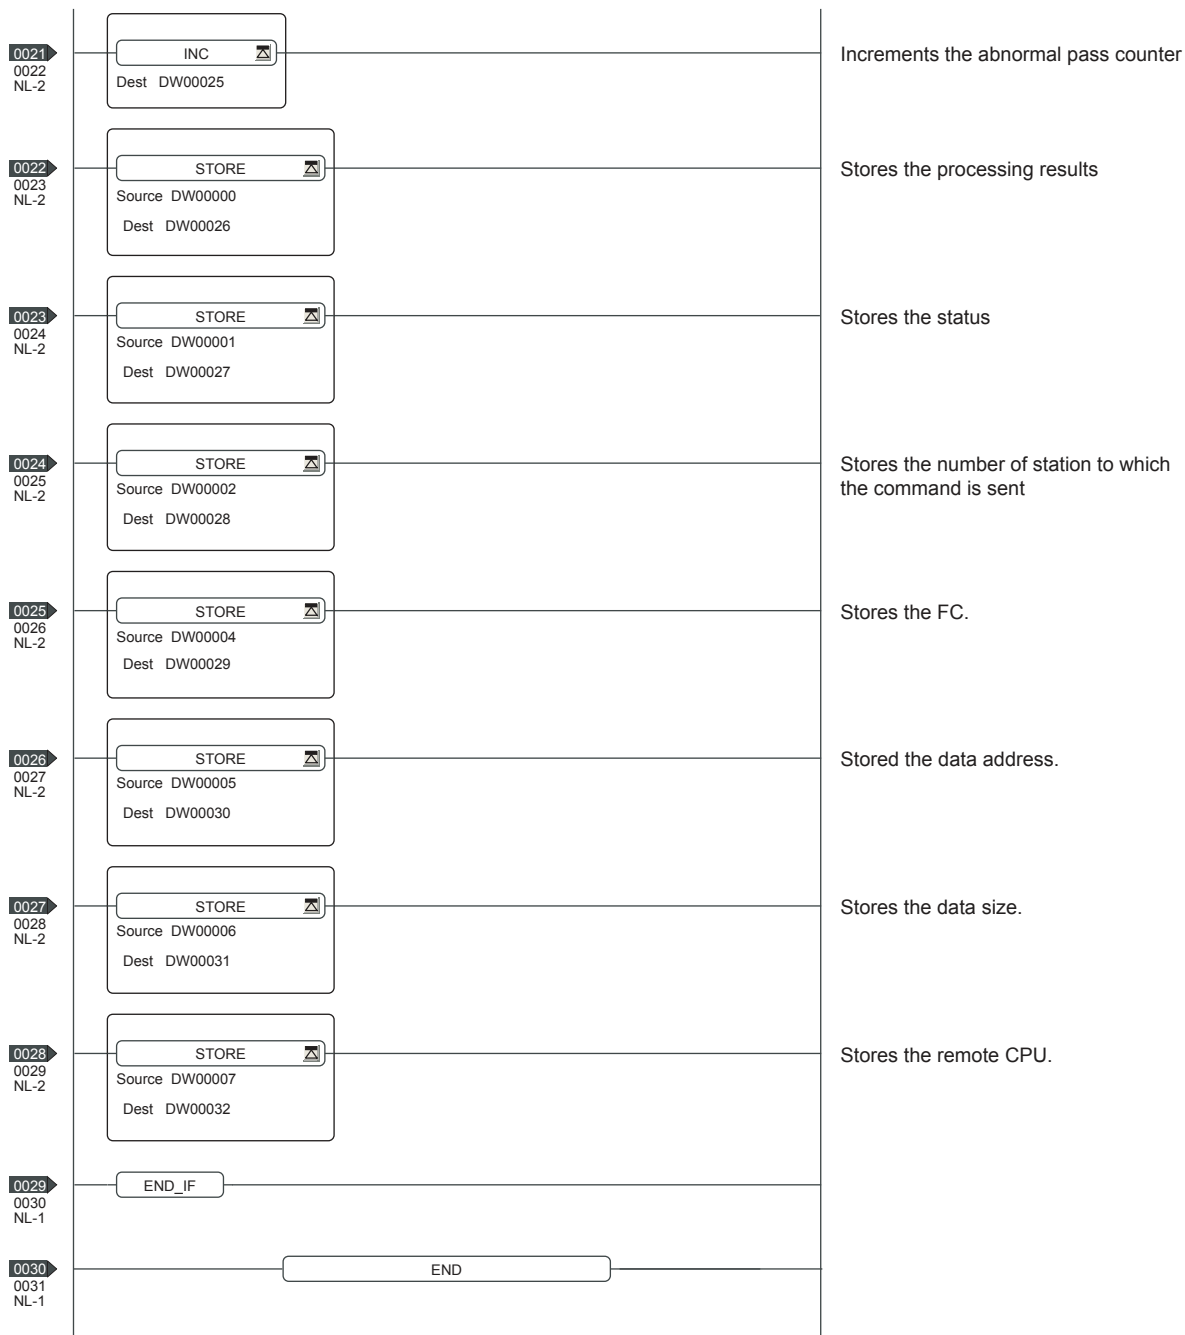 0021
0022
NL-2
INC
Dest DW00025
Increments the abnormal pass counter
0022
0023
NL-2
STORE
Source DW00000
Dest DW00026
Stores the processing results
0023
0024
NL-2
STORE
Source DW00001
Dest DW00027
Stores the status
0024
0025
NL-2
STORE
Source DW00002
Dest DW00028
Stores the number of station to which
the command is sent
0025
0026
NL-2
STORE
Source DW00004
Dest DW00029
Stores the FC.
0026
0027
NL-2
STORE
Source DW00005
Dest DW00030
Stored the data address.
0027
0028
NL-2
STORE
Source DW00006
Dest DW00031
Stores the data size.
0028
0029
NL-2
STORE
Source DW00007
Dest DW00032
Stores the remote CPU.
0029
0030
NL-1
END_IF
0030
0031
NL-1
END